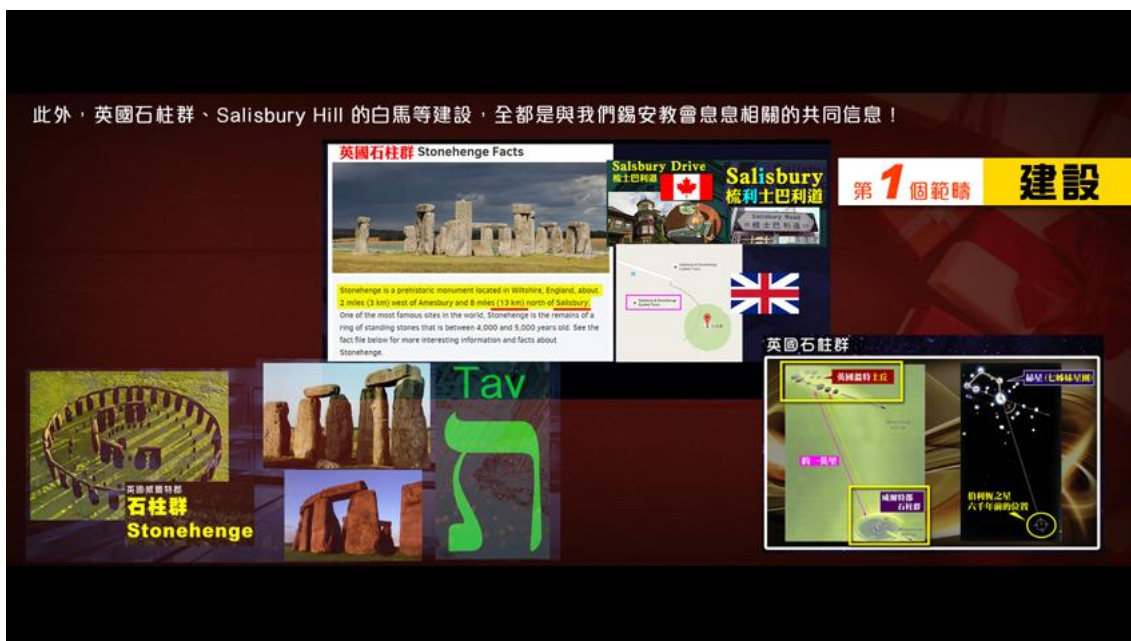 此外，英國石柱群、Salisbury Hill 的白馬等建設，全都是與我們錫安教會息息相關的共同信息！
第1個範疇
建設
英國石柱群 Stonehenge Facts
Stonehenge is a prehistoric monument located in Wiltshire, England, about
2 miles (3 km) west of Amesbury and 8 miles (13 km) north of Salisbury.
One of the most famous sites in the world, Stonehenge is the remains of a
ring of standing stones that is between 4,000 and 5,000 years old. See the
fact file below for more interesting information and facts about
Stonehenge.
Salsbury Drive
梳士巴利道
Salisbury
梳利士巴利道
Salisbury Road
梳士巴利道
英國威爾特郡
石柱群
Stonehenge
Tav
ת
英國石柱群
英國溫特土丘
約一英里
威爾特郡
石柱群
昴星(七姊妹星團)
伯利恆之星
六千年前的位置